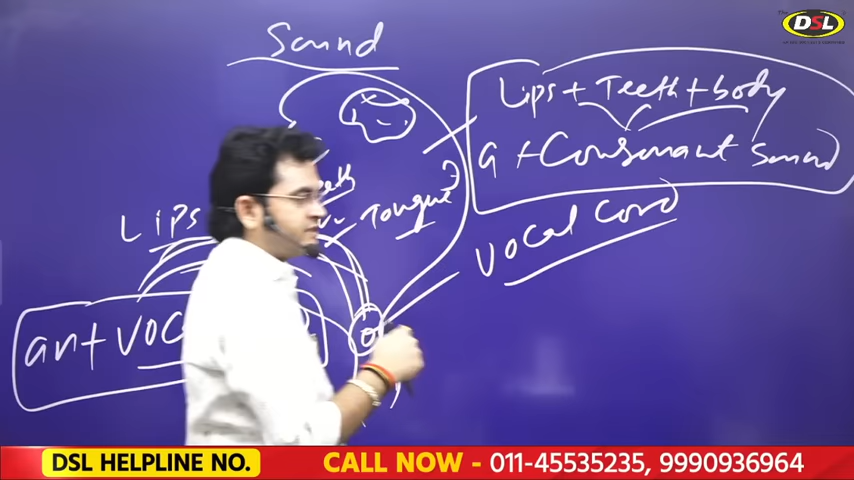 DSL
Sound
Lips + Teeth + body
a + Consonant Sound
Tongue
Lips
Vocal Cord
an +
DSL HELPLINE NO. CALL NOW - 011-45535235, 9990936964